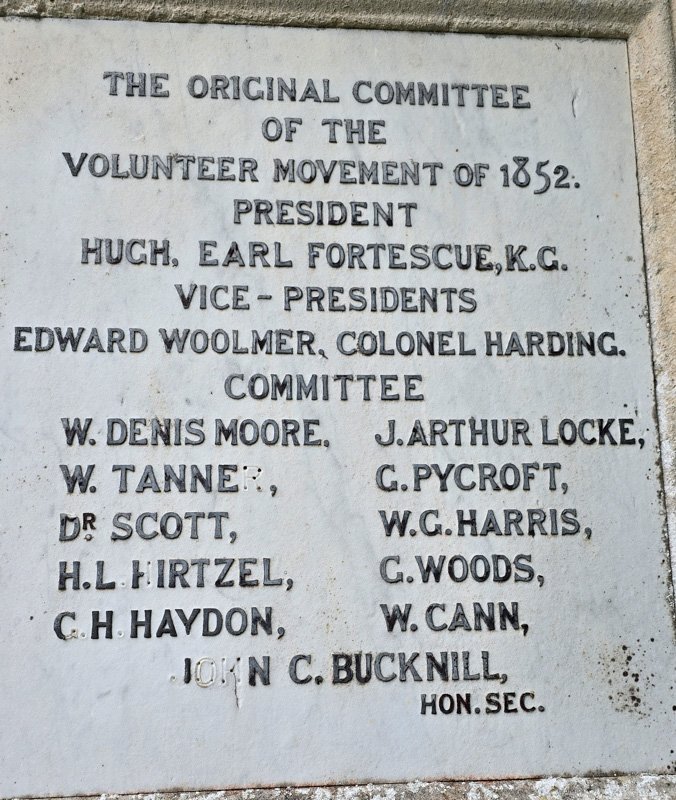 THE ORIGINAL COMMITTEE
OF THE
VOLUNTEER MOVEMENT OF 1852.
PRESIDENT
HUGH, EARL FORTESCUE, K.G.
VICE-PRESIDENTS
EDWARD WOOLMER, COLONEL HARDING.
COMMITTEE
W. DENIS MOORE, J. ARTHUR LOCKE,
W. TANNER, G. PYCROFT,
DR. SCOTT, W. G. HARRIS,
H. L. HIRTZEL, G. WOODS,
G. H. HAYDON, W. CANN,
JOHN C. BUCKNILL,
HON. SEC.